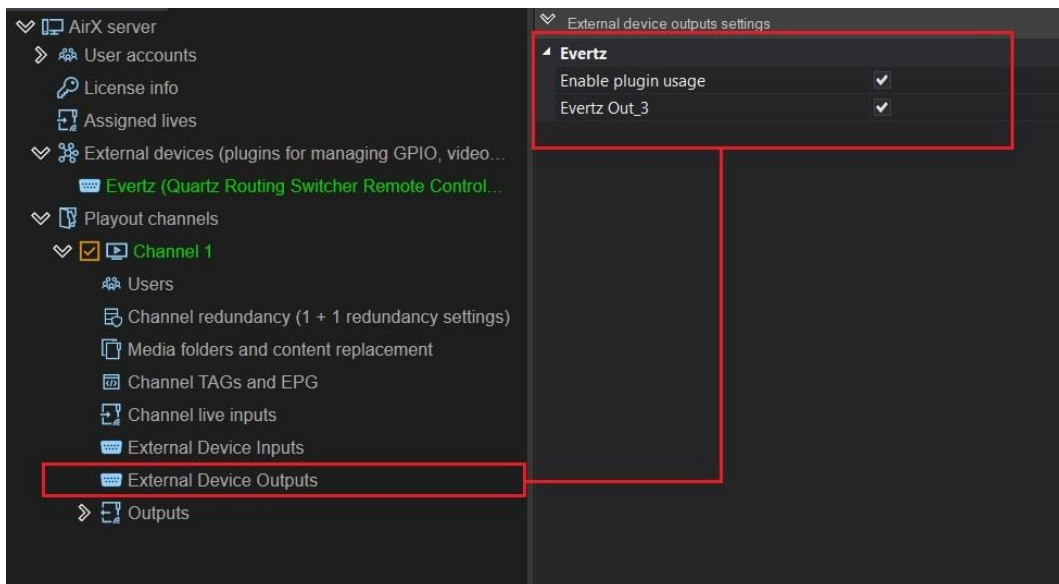 AirX server
User accounts
License info
Assigned lives
External devices (plugins for managing GPIO, video...
Evertz (Quartz Routing Switcher Remote Control...
Playout channels
Channel 1
Users
Channel redundancy (1 + 1 redundancy settings)
Media folders and content replacement
Channel TAGs and EPG
Channel live inputs
External Device Inputs
External Device Outputs
Outputs
External device outputs settings
Evertz
Enable plugin usage
Evertz Out_3